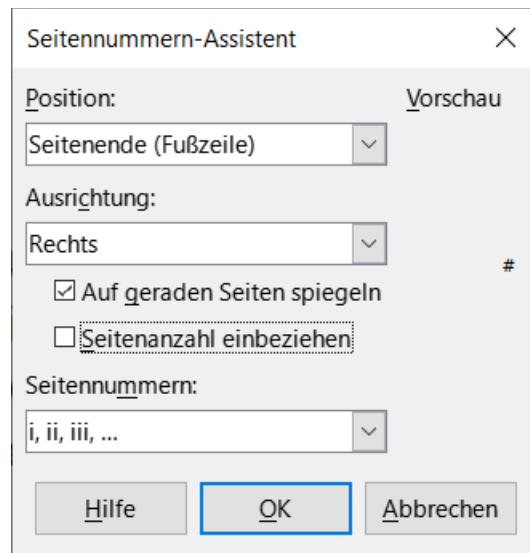 Seitennummern-Assistent
Position:
Vorschau
Seitenende (Fußzeile)
Ausrichtung:
Rechts
#
Auf geraden Seiten spiegeln
Seitenanzahl einbeziehen
Seitennummern:
i, ii, iii, ...
Hilfe
OK
Abbrechen